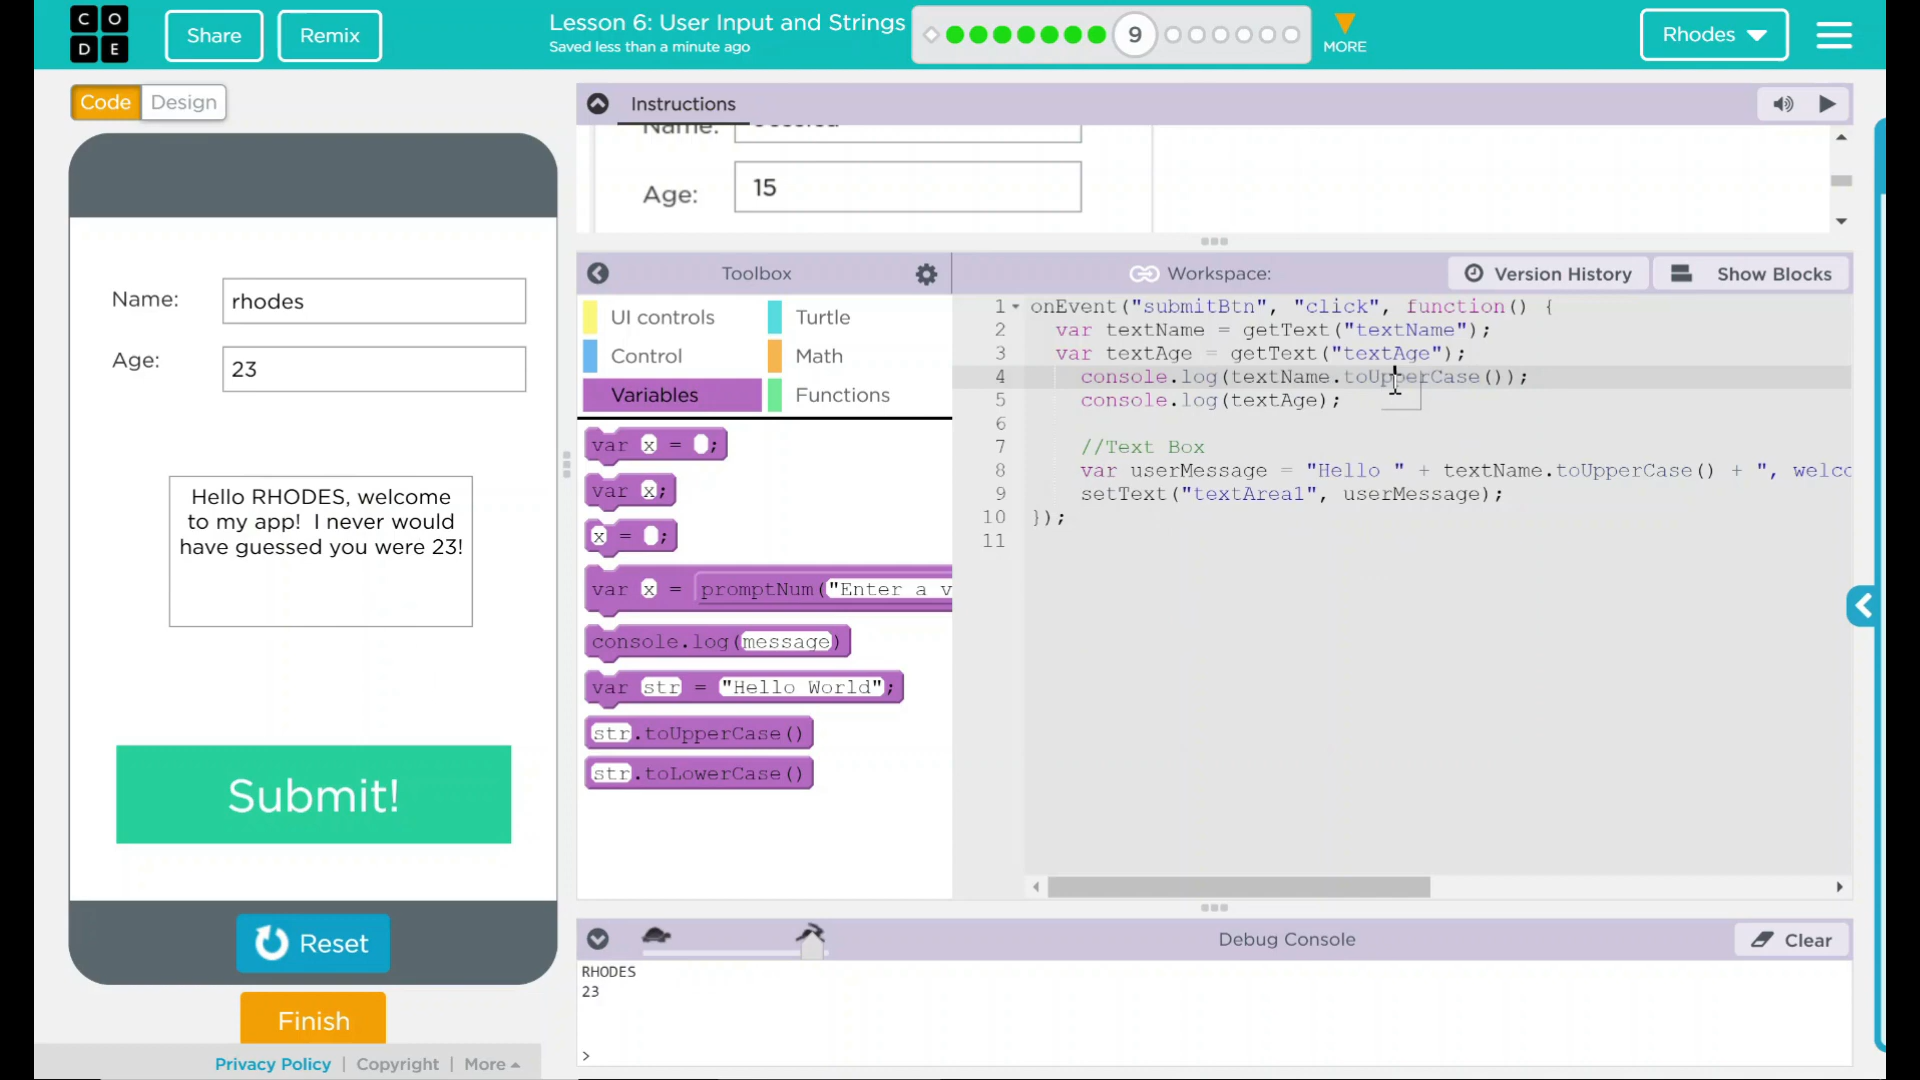 CODE
Share
Remix
Lesson 6: User Input and Strings
Saved less than a minute ago
9
MORE
Rhodes
Code
Design
Instructions
Name:
Age:
15
Name:
rhodes
Age:
23
Hello RHODES, welcome
to my app!  I never would
have guessed you were 23!
Submit!
Reset
Finish
Privacy Policy | Copyright | More
Toolbox
UI controls
Turtle
Control
Math
Variables
Functions
var x = ;
var x;
x = ;
var x = promptNum("Enter a v
console.log(message)
var str = "Hello World";
str.toUpperCase()
str.toLowerCase()
Workspace:
Version History
Show Blocks
1 onEvent("submitBtn", "click", function() {
2 var textName = getText("textName");
3 var textAge = getText("textAge");
4 console.log(textName.toUpperCase());
5 console.log(textAge);
6
7 //Text Box
8 var userMessage = "Hello " + textName.toUpperCase() + ", welco
9 setText("textArea1", userMessage);
10 });
11
Debug Console
Clear
RHODES
23
>